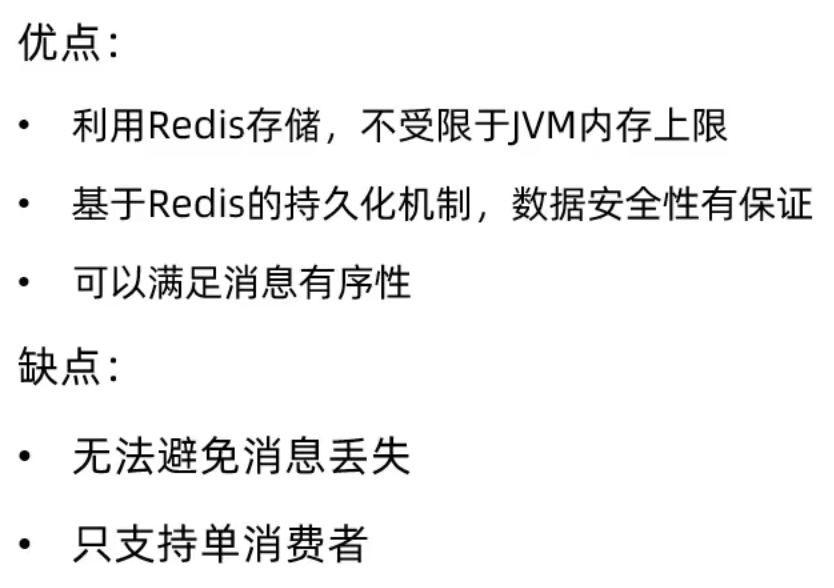 优点：
• 利用Redis存储，不受限于JVM内存上限
• 基于Redis的持久化机制，数据安全性有保证
• 可以满足消息有序性
缺点：
• 无法避免消息丢失
• 只支持单消费者